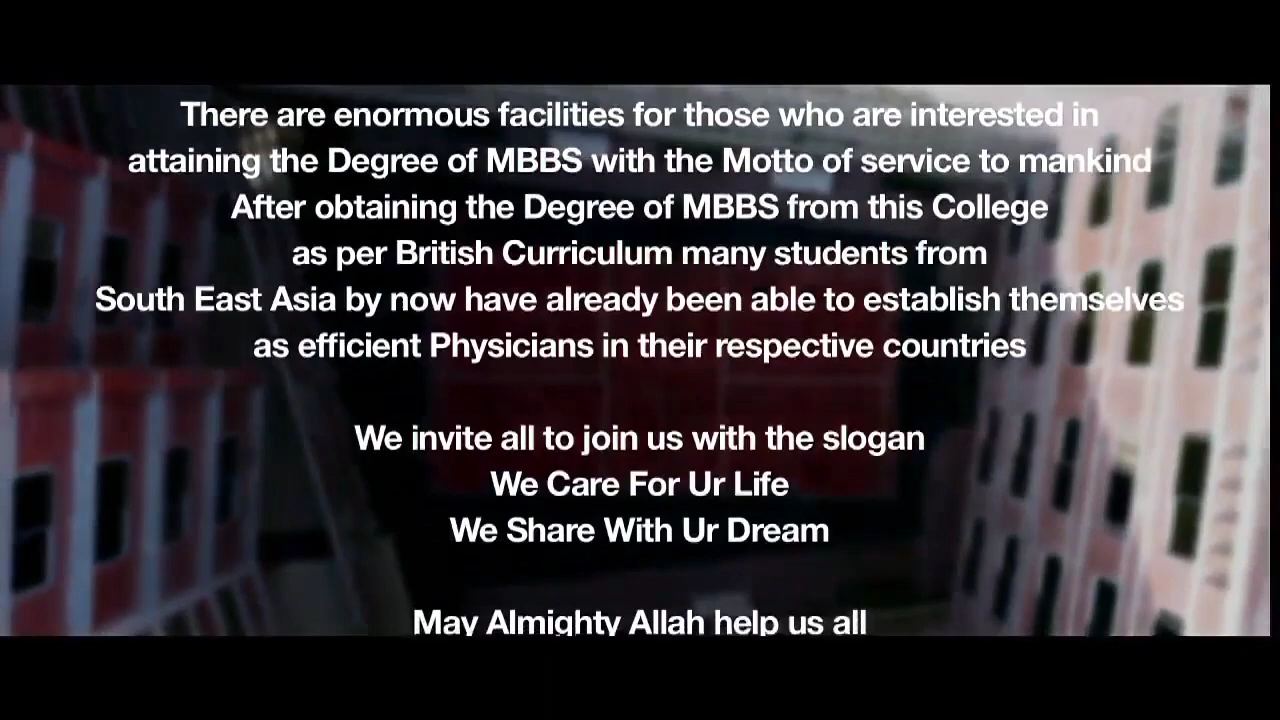 There are enormous facilities for those who are interested in
attaining the Degree of MBBS with the Motto of service to mankind
After obtaining the Degree of MBBS from this College
as per British Curriculum many students from
South East Asia by now have already been able to establish themselves
as efficient Physicians in their respective countries
We invite all to join us with the slogan
We Care For Ur Life
We Share With Ur Dream
May Almighty Allah help us all